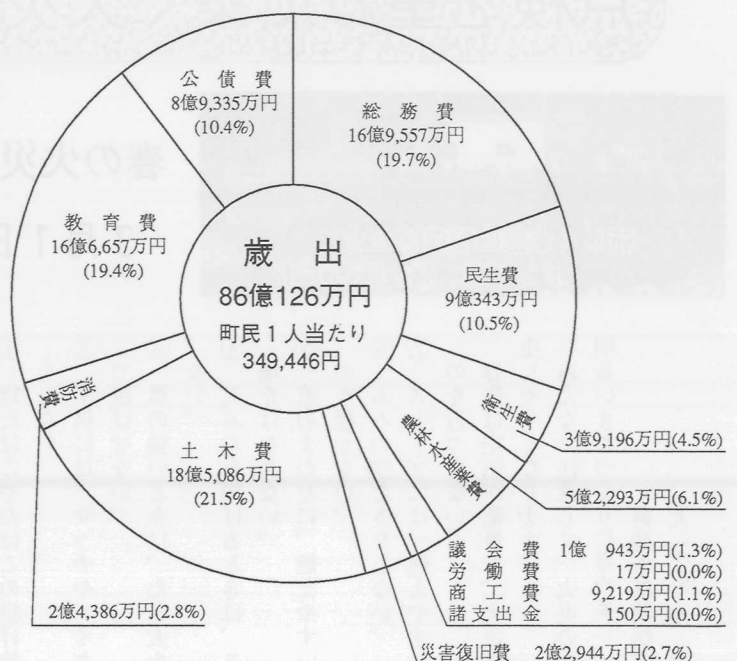 歳 出
86億126万円
町民1人当たり
349,446円
総 務 費
16億9,557万円
(19.7%)
民生費
9億343万円
(10.5%)
衛生費
3億9,196万円(4.5%)
農林水産業費
5億2,293万円(6.1%)
議 会 費 1億 943万円(1.3%)
労 働 費 17万円(0.0%)
商 工 費 9,219万円(1.1%)
諸支出金 150万円(0.0%)
災害復旧費 2億2,944万円(2.7%)
土 木 費
18億5,086万円
(21.5%)
消防費
2億4,386万円(2.8%)
教 育 費
16億6,657万円
(19.4%)
公 債 費
8億9,335万円
(10.4%)